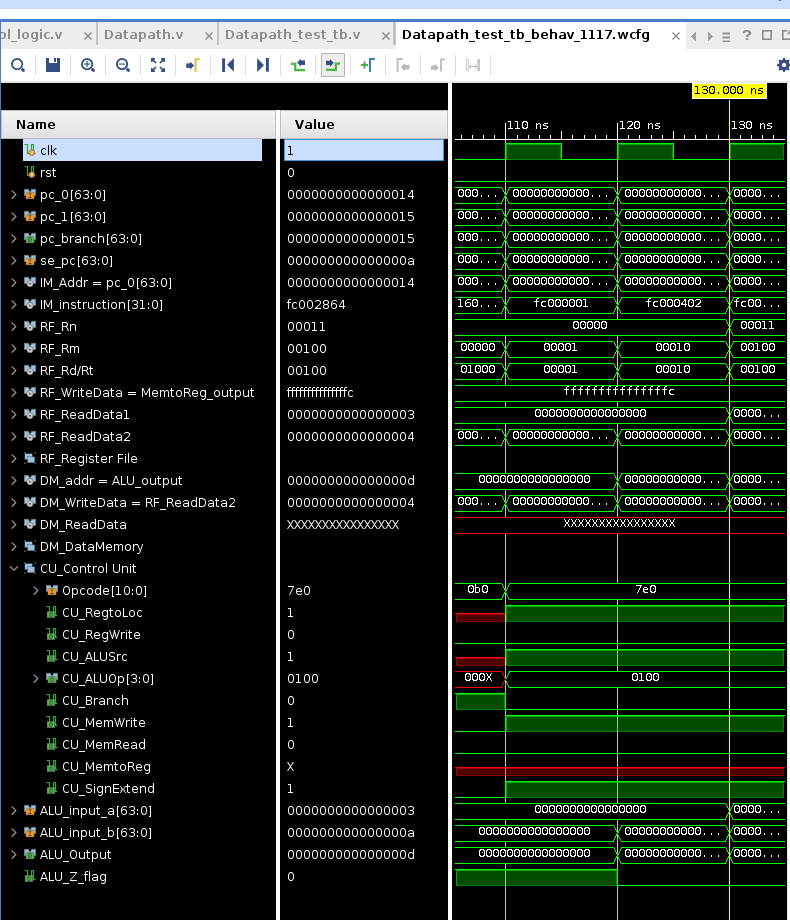 ol_logic.v × Datapath.v × Datapath_test_tb.v × Datapath_test_tb_behav_1117.wcfg × ?
130.000 ns
110 ns 120 ns 130 ns
Name Value
clk 1
rst 0
pc_0[63:0] 0000000000000014 000... 00000000000... 00000000000... 0000...
pc_1[63:0] 0000000000000015 000... 00000000000... 00000000000... 0000...
pc_branch[63:0] 0000000000000015 000... 00000000000... 00000000000... 0000...
se_pc[63:0] 000000000000000a 000... 00000000000... 00000000000... 0000...
IM_Addr = pc_0[63:0] 0000000000000014 000... 00000000000... 00000000000... 0000...
IM_instruction[31:0] fc002864 160... fc000001 fc000402 fc00...
RF_Rn 00011 00000 00011
RF_Rm 00100 00000 00001 00010 00100
RF_Rd/Rt 00100 01000 00001 00010 00100
RF_WriteData = MemtoReg_output fffffffffffffffc fffffffffffffffc
RF_ReadData1 0000000000000003 0000000000000000 0000...
RF_ReadData2 0000000000000004 000... 00000000000... 00000000000... 0000...
RF_Register File
DM_addr = ALU_output 000000000000000d 0000000000000000 00000000000... 0000...
DM_WriteData = RF_ReadData2 0000000000000004 000... 00000000000... 00000000000... 0000...
DM_ReadData XXXXXXXXXXXXXXXX XXXXXXXXXXXXXXXX
DM_DataMemory
CU_Control Unit
Opcode[10:0] 7e0 0b0 7e0
CU_RegtoLoc 1
CU_RegWrite 0
CU_ALUSrc 1
CU_ALUOp[3:0] 0100 000X 0100
CU_Branch 0
CU_MemWrite 1
CU_MemRead 0
CU_MemtoReg X
CU_SignExtend 1
ALU_input_a[63:0] 0000000000000003 0000000000000000 0000...
ALU_input_b[63:0] 000000000000000a 0000000000000000 00000000000... 0000...
ALU_Output 000000000000000d 0000000000000000 00000000000... 0000...
ALU_Z_flag 0